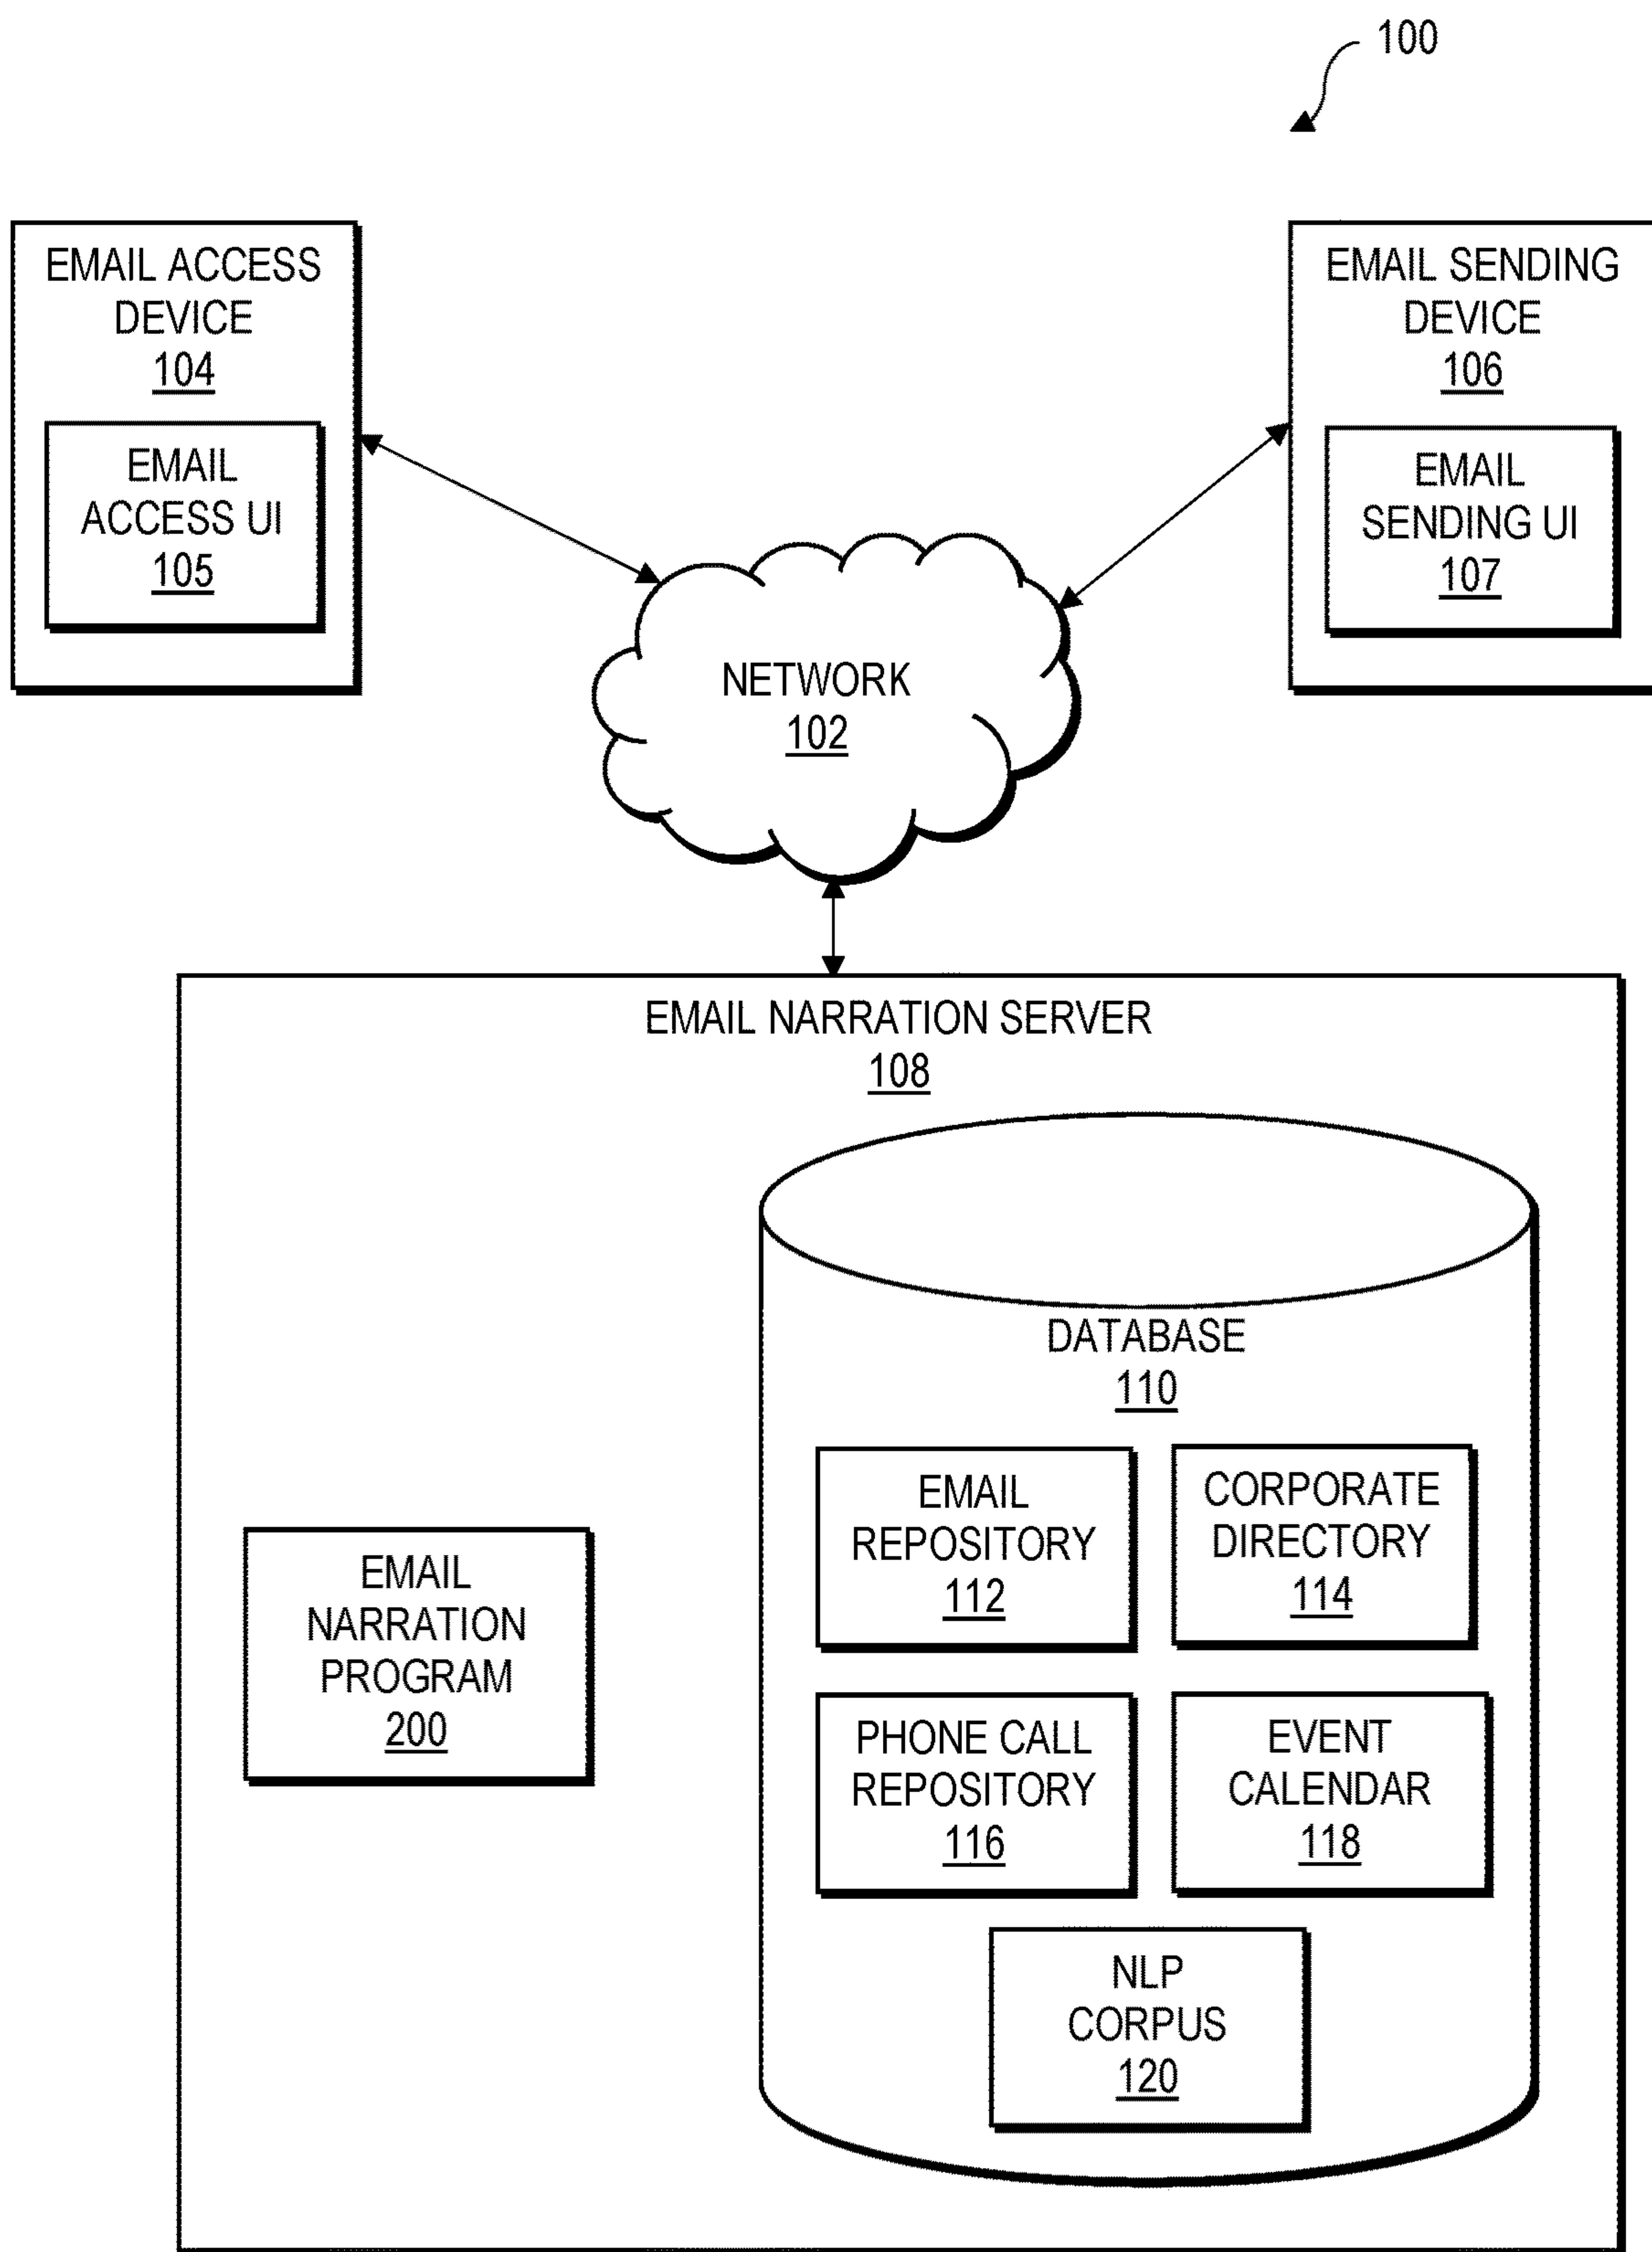 100
EMAIL ACCESS
DEVICE
104
EMAIL
ACCESS UI
105
EMAIL SENDING
DEVICE
106
EMAIL
SENDING UI
107
NETWORK
102
EMAIL NARRATION SERVER
108
DATABASE
110
EMAIL
REPOSITORY
112
CORPORATE
DIRECTORY
114
EMAIL
NARRATION
PROGRAM
200
PHONE CALL
REPOSITORY
116
EVENT
CALENDAR
118
NLP
CORPUS
120